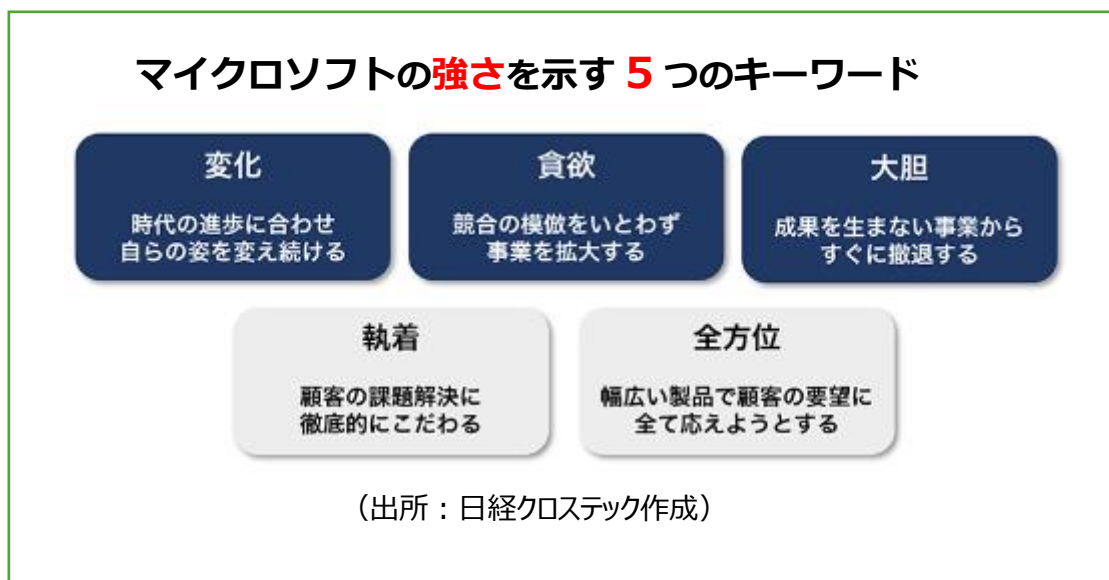 マイクロソフトの強さを示す 5 つのキーワード
変化
時代の進歩に合わせ
自らの姿を変え続ける
貪欲
競合の模倣をいとわず
事業を拡大する
大胆
成果を生まない事業から
すぐに撤退する
執着
顧客の課題解決に
徹底的にこだわる
全方位
幅広い製品で顧客の要望に
全て応えようとする
（出所：日経クロステック作成）